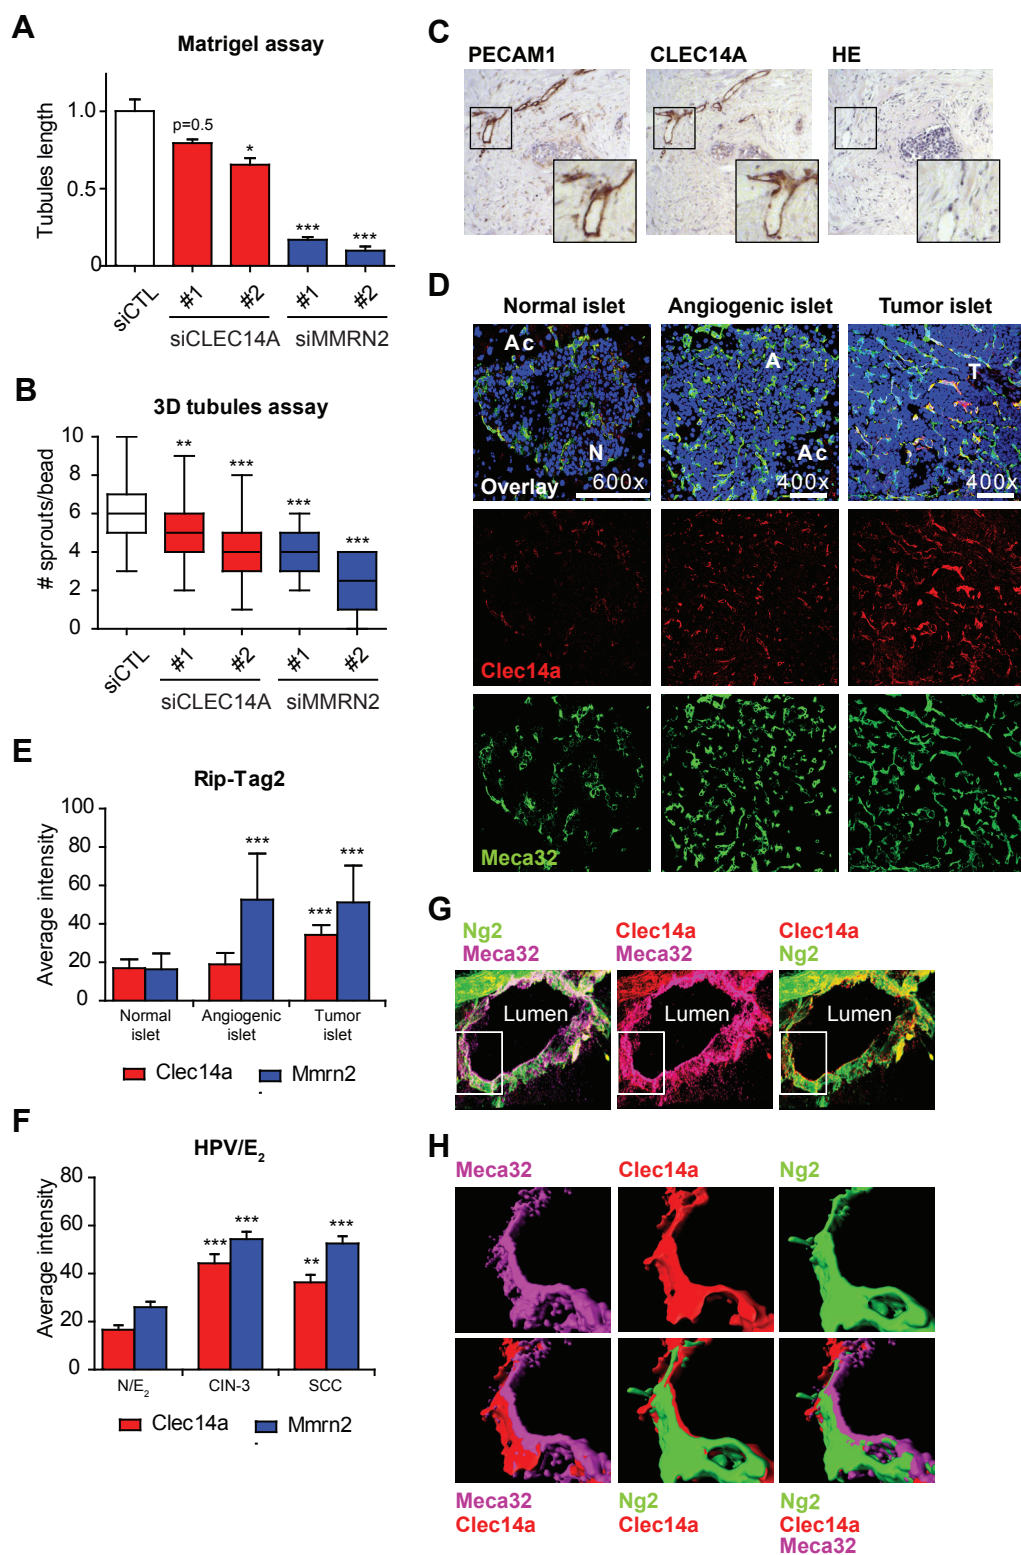 A
Matrigel assay
Tubules length
1.0
0.5
0
p=0.5
*
***
***
siCTL
#1
#2
#1
#2
siCLEC14A
siMMRN2
B
3D tubules assay
# sprouts/bead
10
8
6
4
2
0
**
***
***
***
siCTL
#1
#2
#1
#2
siCLEC14A
siMMRN2
C
PECAM1
CLEC14A
HE
D
Normal islet
Angiogenic islet
Tumor islet
Ac
N
Overlay
600x
A
Ac
400x
T
400x
Clec14a
Meca32
E
Rip-Tag2
Average intensity
100
80
60
40
20
0
***
***
***
Normal
islet
Angiogenic
islet
Tumor
islet
Clec14a
Mmrn2
F
HPV/E₂
Average intensity
80
60
40
20
0
***
***
**
***
N/E₂
CIN-3
SCC
Clec14a
Mmrn2
G
Ng2
Meca32
Clec14a
Meca32
Clec14a
Ng2
Lumen
Lumen
Lumen
H
Meca32
Clec14a
Ng2
Meca32
Clec14a
Ng2
Clec14a
Ng2
Clec14a
Meca32